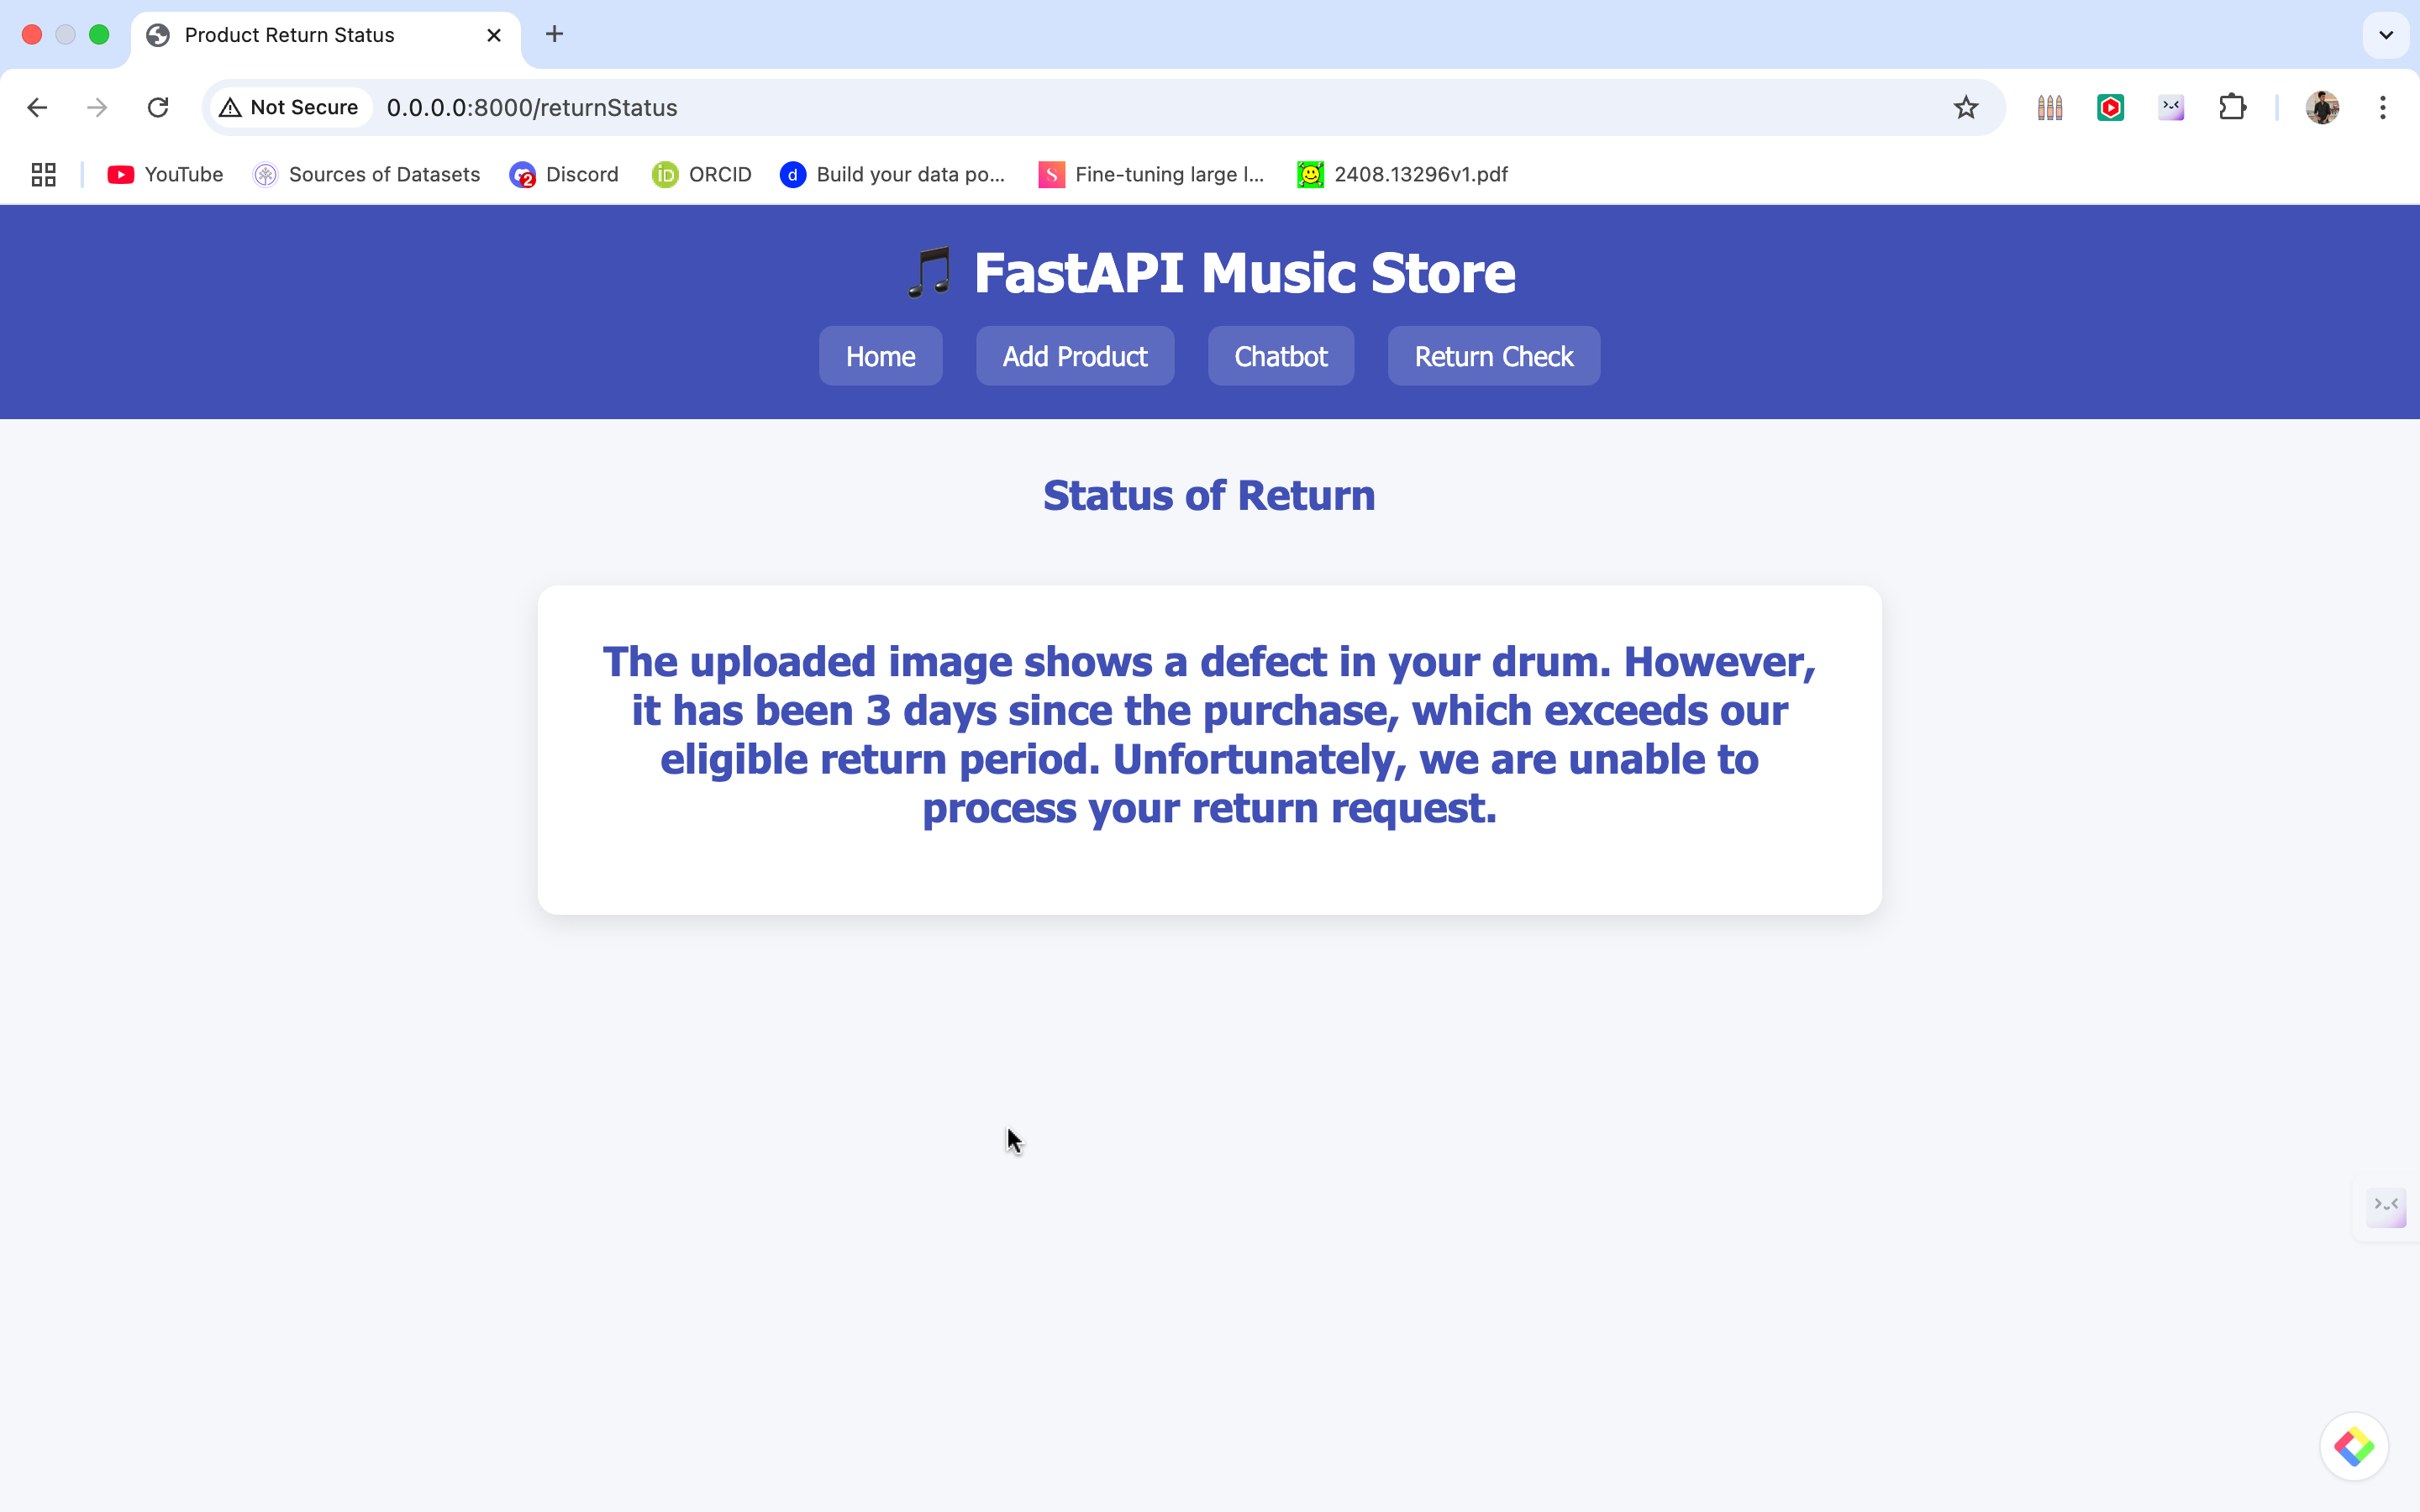 Product Return Status
Not Secure
0.0.0.0:8000/returnStatus
YouTube
Sources of Datasets
2
Discord
iD
ORCID
d
Build your data po...
S
Fine-tuning large l...
2408.13296v1.pdf
FastAPI Music Store
Home
Add Product
Chatbot
Return Check
Status of Return
The uploaded image shows a defect in your drum. However,
it has been 3 days since the purchase, which exceeds our
eligible return period. Unfortunately, we are unable to
process your return request.